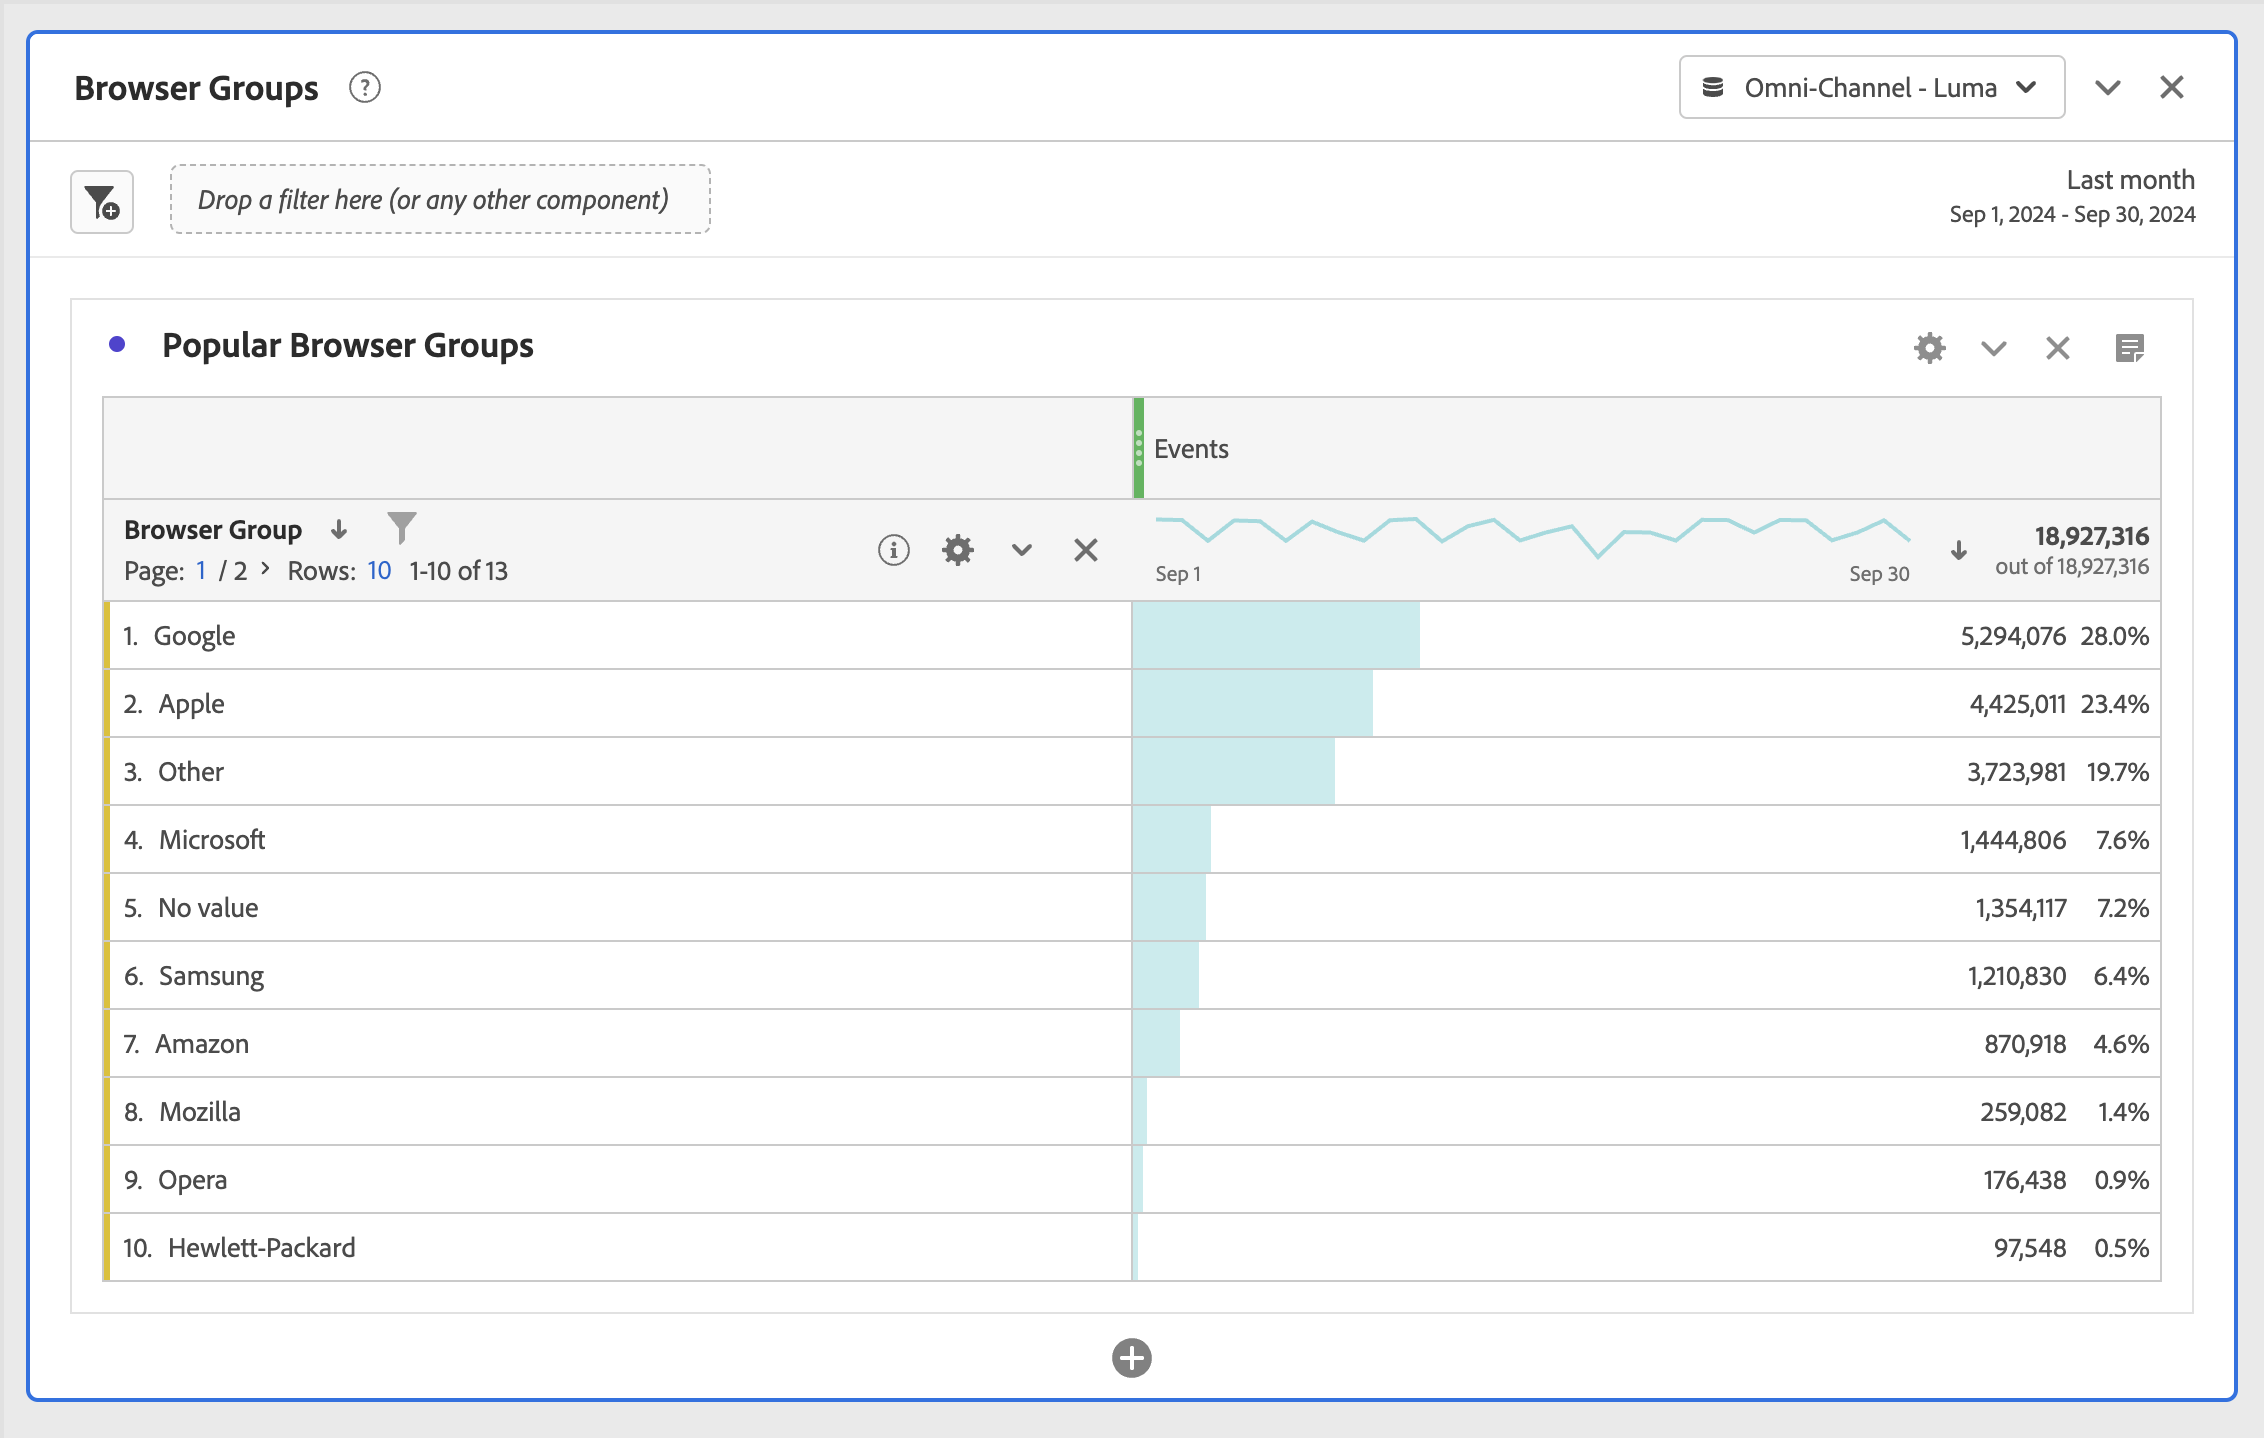 Browser Groups ?
Omni-Channel - Luma
Drop a filter here (or any other component)
Last month
Sep 1, 2024 - Sep 30, 2024
Popular Browser Groups
Events
Browser Group
Page: 1 / 2 > Rows: 10 1-10 of 13
Sep 1
Sep 30
18,927,316
out of 18,927,316
1. Google 5,294,076 28.0%
2. Apple 4,425,011 23.4%
3. Other 3,723,981 19.7%
4. Microsoft 1,444,806 7.6%
5. No value 1,354,117 7.2%
6. Samsung 1,210,830 6.4%
7. Amazon 870,918 4.6%
8. Mozilla 259,082 1.4%
9. Opera 176,438 0.9%
10. Hewlett-Packard 97,548 0.5%